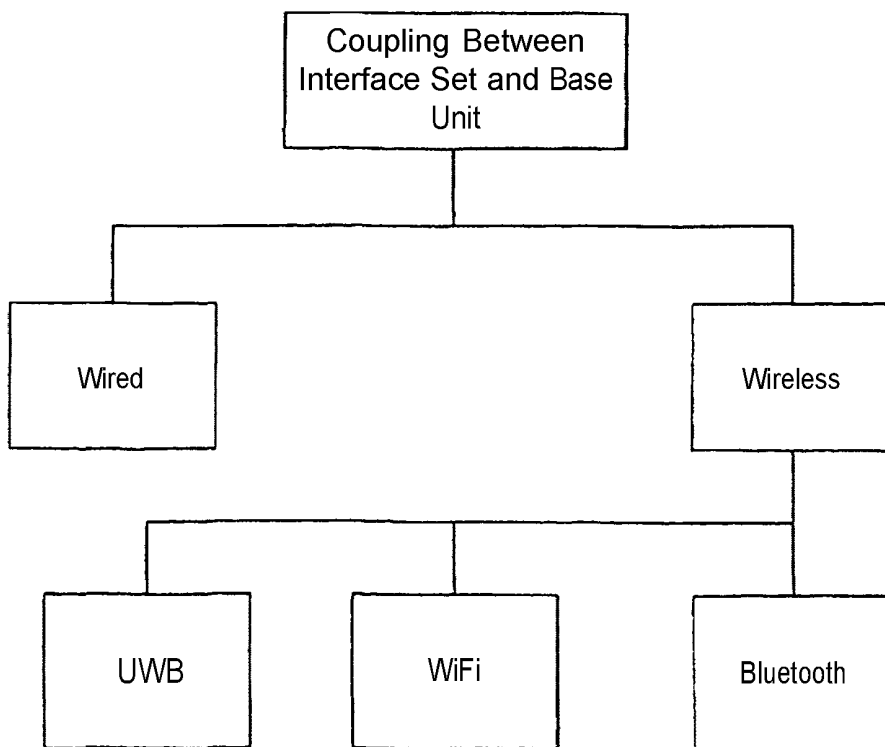 Coupling Between
Interface Set and Base
Unit
Wired
Wireless
UWB
WiFi
Bluetooth